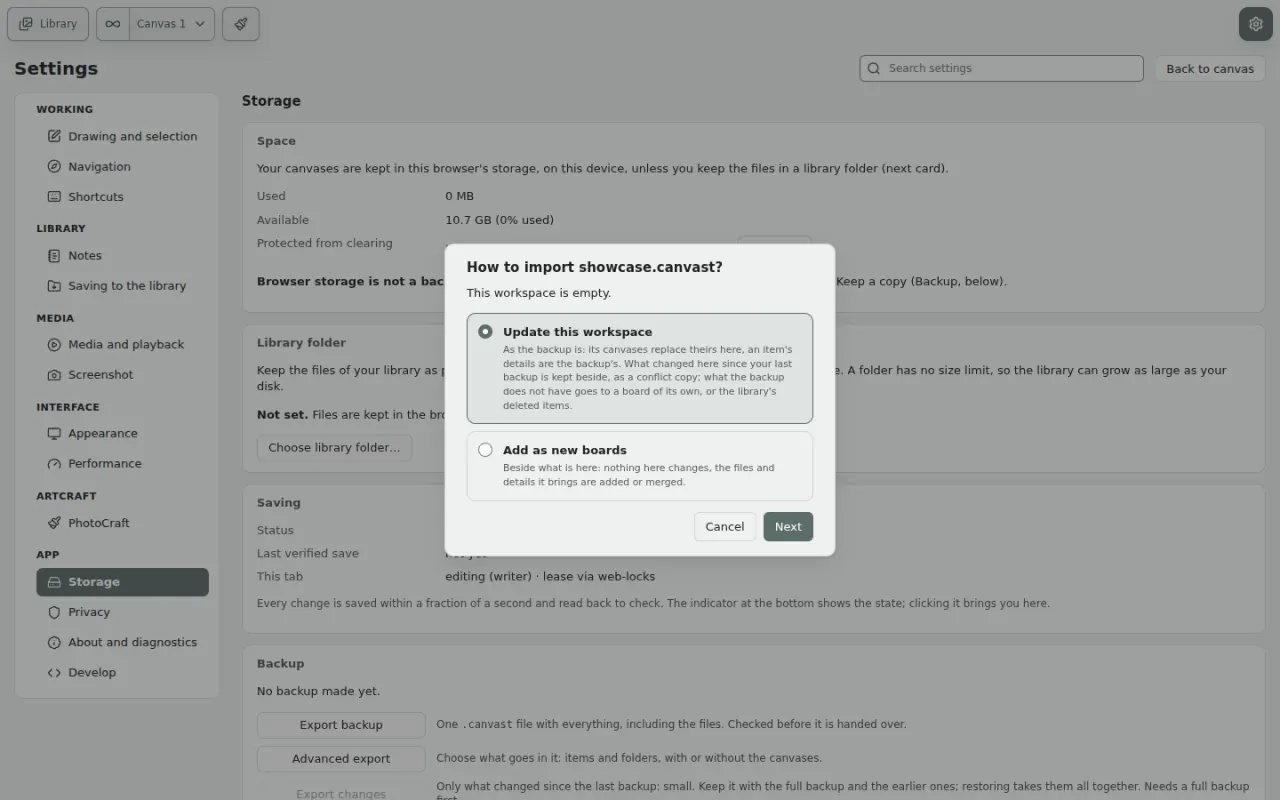 Library
Canvas 1
Settings
Search settings
Back to canvas
WORKING
Drawing and selection
Navigation
Shortcuts
LIBRARY
Notes
Saving to the library
MEDIA
Media and playback
Screenshot
INTERFACE
Appearance
Performance
ARTCRAFT
PhotoCraft
APP
Storage
Privacy
About and diagnostics
Develop
Storage
Space
Your canvases are kept in this browser's storage, on this device, unless you keep the files in a library folder (next card).
Used 0 MB
Available 10.7 GB (0% used)
Protected from clearing
Browser storage is not a bac
Keep a copy (Backup, below).
Library folder
Keep the files of your library as
A folder has no size limit, so the library can grow as large as your
disk.
Not set. Files are kept in the bro
Choose library folder...
Saving
Status
Last verified save
This tab editing (writer) · lease via web-locks
Every change is saved within a fraction of a second and read back to check. The indicator at the bottom shows the state; clicking it brings you here.
Backup
No backup made yet.
Export backup One .canvast file with everything, including the files. Checked before it is handed over.
Advanced export Choose what goes in it: items and folders, with or without the canvases.
Export changes Only what changed since the last backup: small. Keep it with the full backup and the earlier ones; restoring takes them all together. Needs a full backup
How to import showcase.canvast?
This workspace is empty.
Update this workspace
As the backup is: its canvases replace theirs here, an item's
details are the backup's. What changed here since your last
backup is kept beside, as a conflict copy; what the backup
does not have goes to a board of its own, or the library's
deleted items.
Add as new boards
Beside what is here: nothing here changes, the files and
details it brings are added or merged.
Cancel
Next